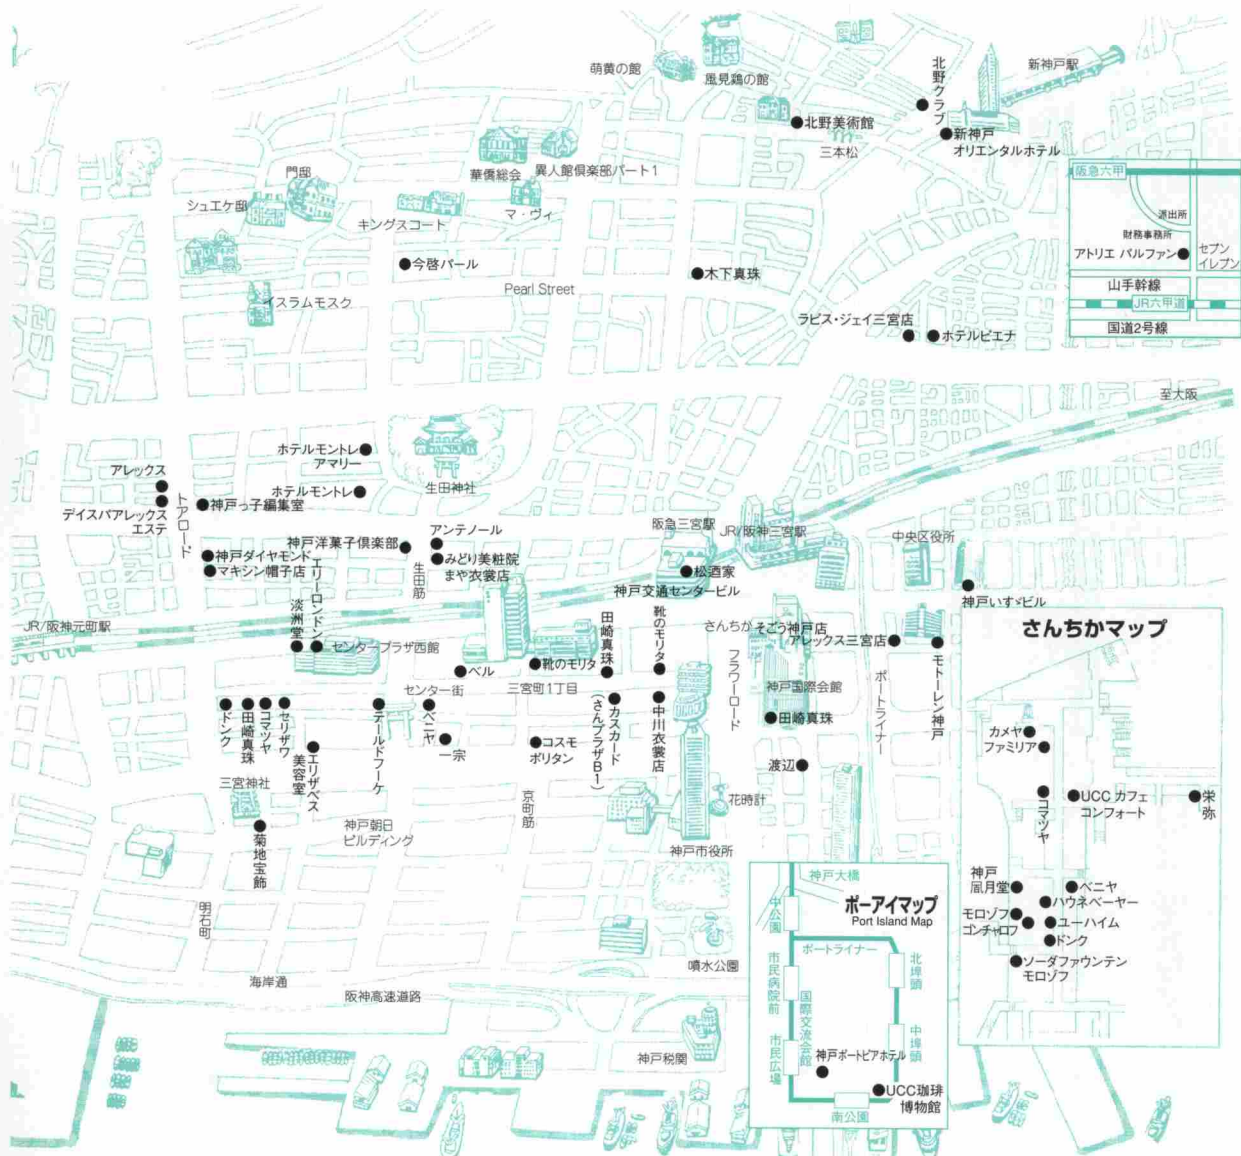 萌黄の館
風見鶏の館
北野クラブ
新神戸駅
北野美術館
三本松
新神戸
オリエンタルホテル
華僑総会
異人館倶楽部パート1
門邸
シュエケ邸
キングスコート
マ・ヴィ
今啓パール
木下真珠
Pearl Street
イスラムモスク
ラビス・ジェイ三宮店
ホテルピエナ
阪急六甲
派出所
財務事務所
アトリエ パルファン
セブン
イレブン
山手幹線
JR六甲道
国道2号線
至大阪
ホテルモントレ
アマリー
ホテルモントレ
生田神社
アレックス
デイスパアレックス
エステ
トアロード
神戸っ子編集室
神戸ダイヤモンド
マキシン帽子店
神戸洋菓子倶楽部
生田筋
アンテノール
みどり美粧院
まや衣裳店
阪急三宮駅
JR/阪神三宮駅
中央区役所
松酒家
神戸交通センタービル
神戸いすゞビル
JR/阪神元町駅
淡洲堂
エリーロンドン
センタープラザ西館
田崎真珠
靴のモリタ
さんちか
そごう神戸店
アレックス三宮店
フラワーロード
神戸国際会館
ポートライナー
モトーレン神戸
ベル
靴のモリタ
センター街
三宮町1丁目
田崎真珠
ドンク
田崎真珠
コマツヤ
セリザワ
エリザベス
美容室
テールドフーケ
ベニヤ
一宗
コスモ
ポリタン
カスカード
(さんプラザB1)
中川衣裳店
渡辺
三宮神社
菊地宝飾
神戸朝日
ビルディング
京町筋
花時計
神戸市役所
明石町
海岸通
阪神高速道路
噴水公園
神戸税関
さんちかマップ
カメヤ
ファミリア
コマツヤ
UCC カフェ
コンフォート
栄弥
神戸
凮月堂
ベニヤ
ハウネベーヤー
モロゾフ
ゴンチャロフ
ユーハイム
ドンク
ソーダファウンテン
モロゾフ
神戸大橋
ポーアイマップ
Port Island Map
中公園
ポートライナー
市民病院前
国際交流会館
北埠頭
中埠頭
市民広場
神戸ポートピアホテル
UCC珈琲
博物館
南公園